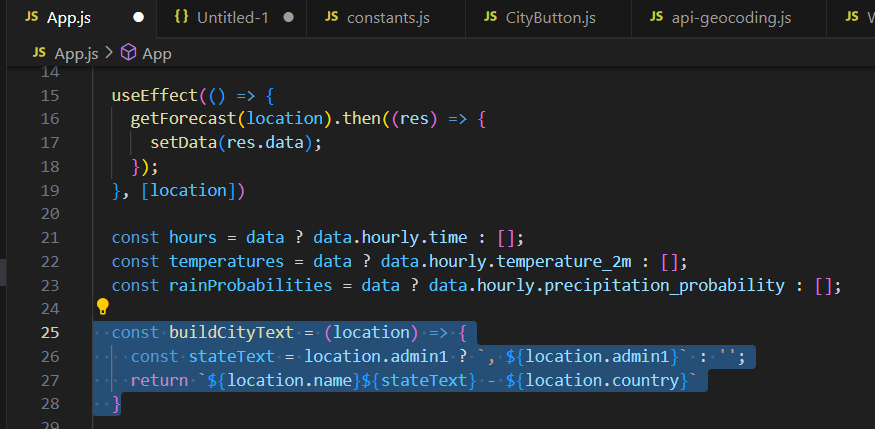 JS App.js ● {} Untitled-1 ● JS constants.js JS CityButton.js JS api-geocoding.js JS
JS App.js > App
14
15 useEffect(() => {
16 getForecast(location).then((res) => {
17 setData(res.data);
18 });
19 }, [location])
20
21 const hours = data ? data.hourly.time : [];
22 const temperatures = data ? data.hourly.temperature_2m : [];
23 const rainProbabilities = data ? data.hourly.precipitation_probability : [];
24
25 const buildCityText = (location) => {
26 const stateText = location.admin1 ? `, ${location.admin1}` : '';
27 return `${location.name}${stateText} - ${location.country}`
28 }
29